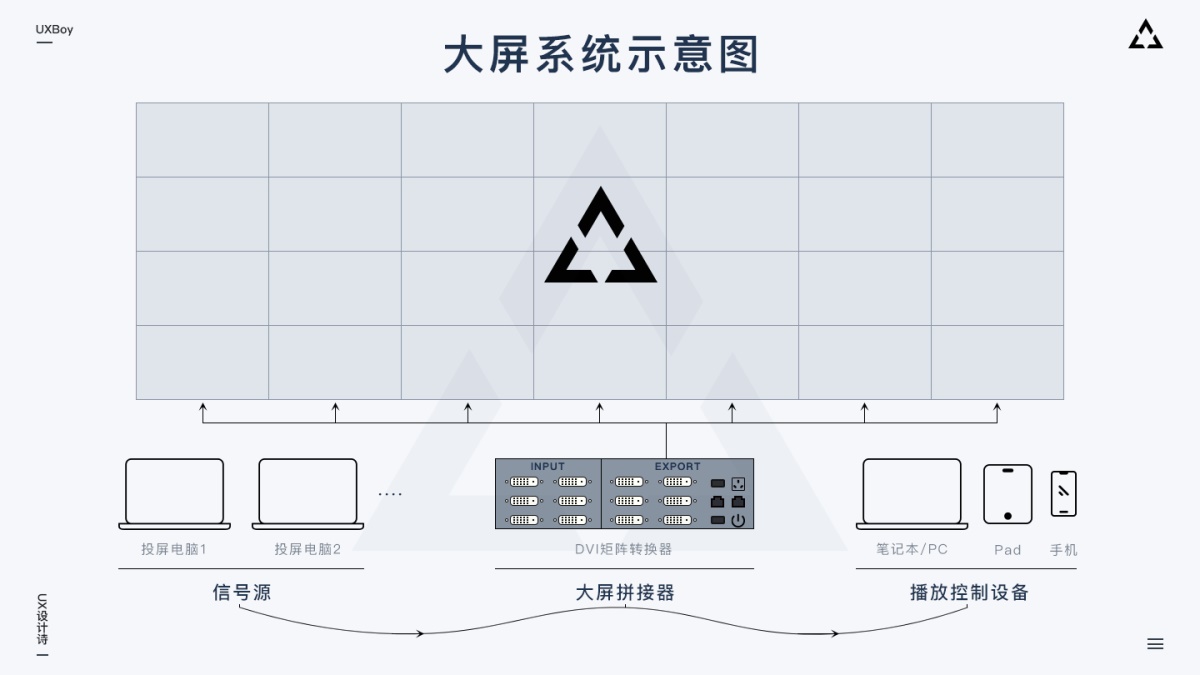 UXBoy
大屏系统示意图
INPUT
EXPORT
投屏电脑1
投屏电脑2
....
DVI矩阵转换器
笔记本/PC
Pad
手机
信号源
大屏拼接器
播放控制设备
UX设计诗